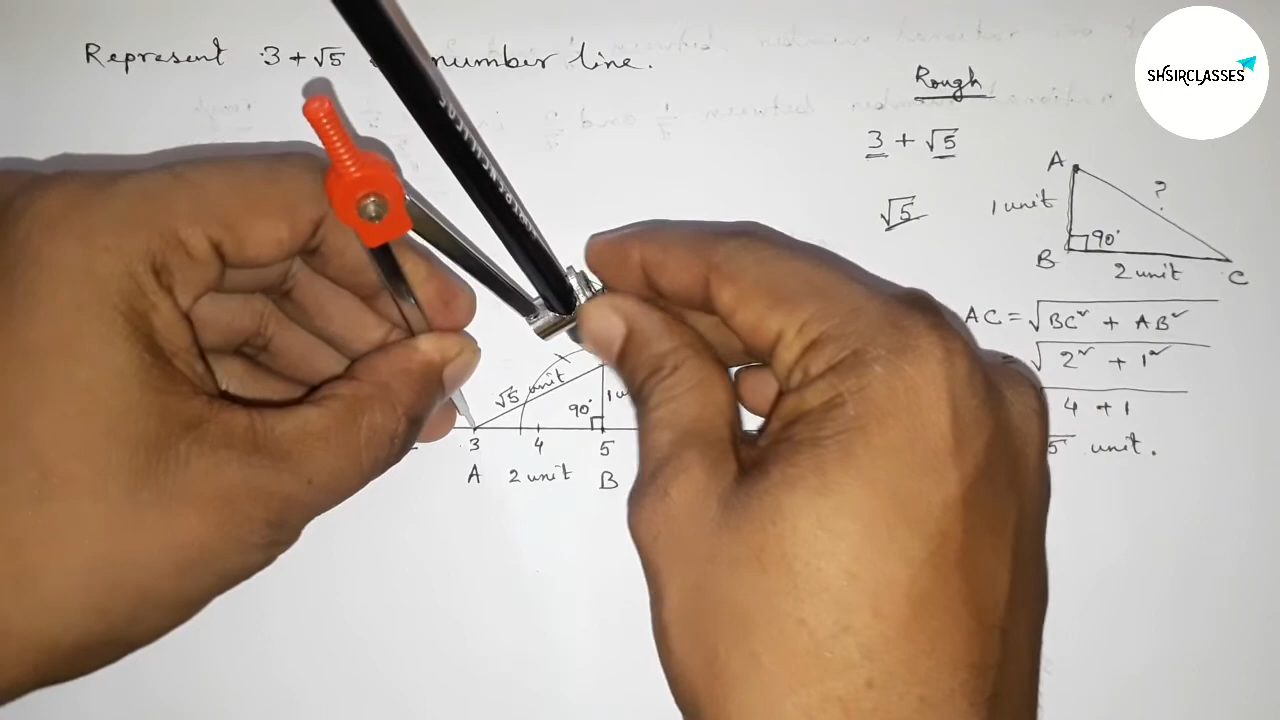 Represent 3 + √5 number line.
SHSIRCLASSES
Rough
3 + √5
√5
A
1 unit
?
90°
B
2 unit
C
AC = √BC² + AB²
= √2² + 1²
4 + 1
5 unit.
√5 unit
90°
3 4 5
A 2 unit B